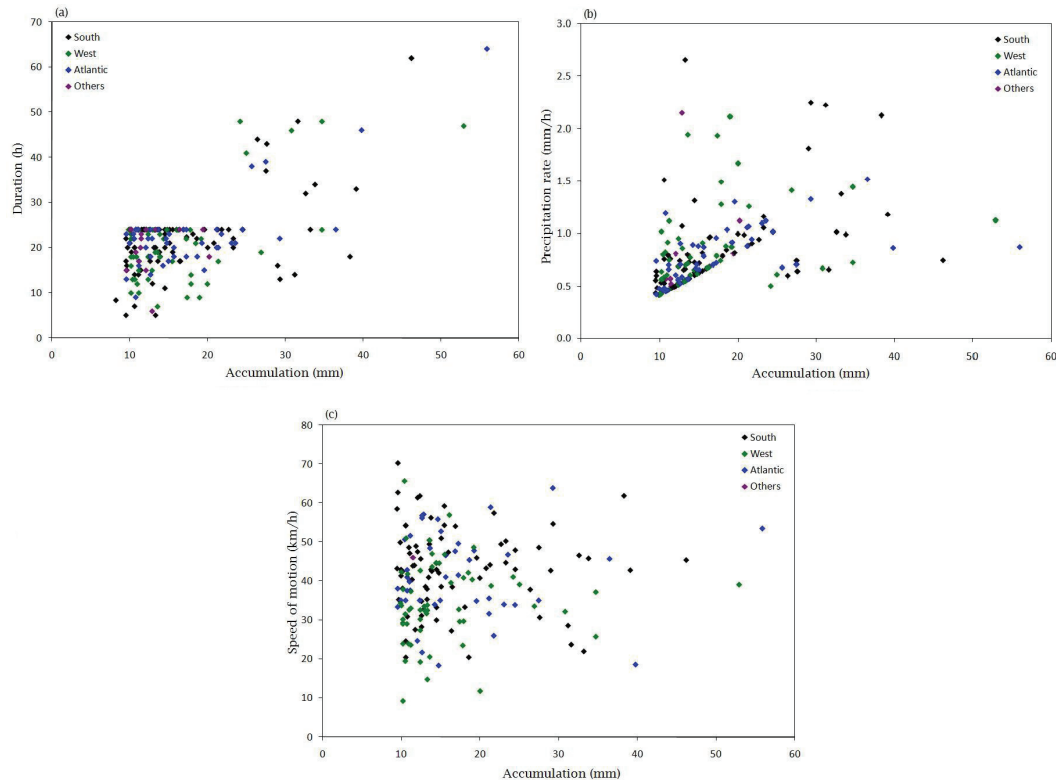 (a)
70
60
50
40
30
20
10
0
Duration (h)
South
West
Atlantic
Others
0 10 20 30 40 50 60
Accumulation (mm)
(b)
3.0
2.5
2.0
1.5
1.0
0.5
0.0
Precipitation rate (mm/h)
South
West
Atlantic
Others
0 10 20 30 40 50 60
Accumulation (mm)
(c)
80
70
60
50
40
30
20
10
0
Speed of motion (km/h)
South
West
Atlantic
Others
0 10 20 30 40 50 60
Accumulation (mm)